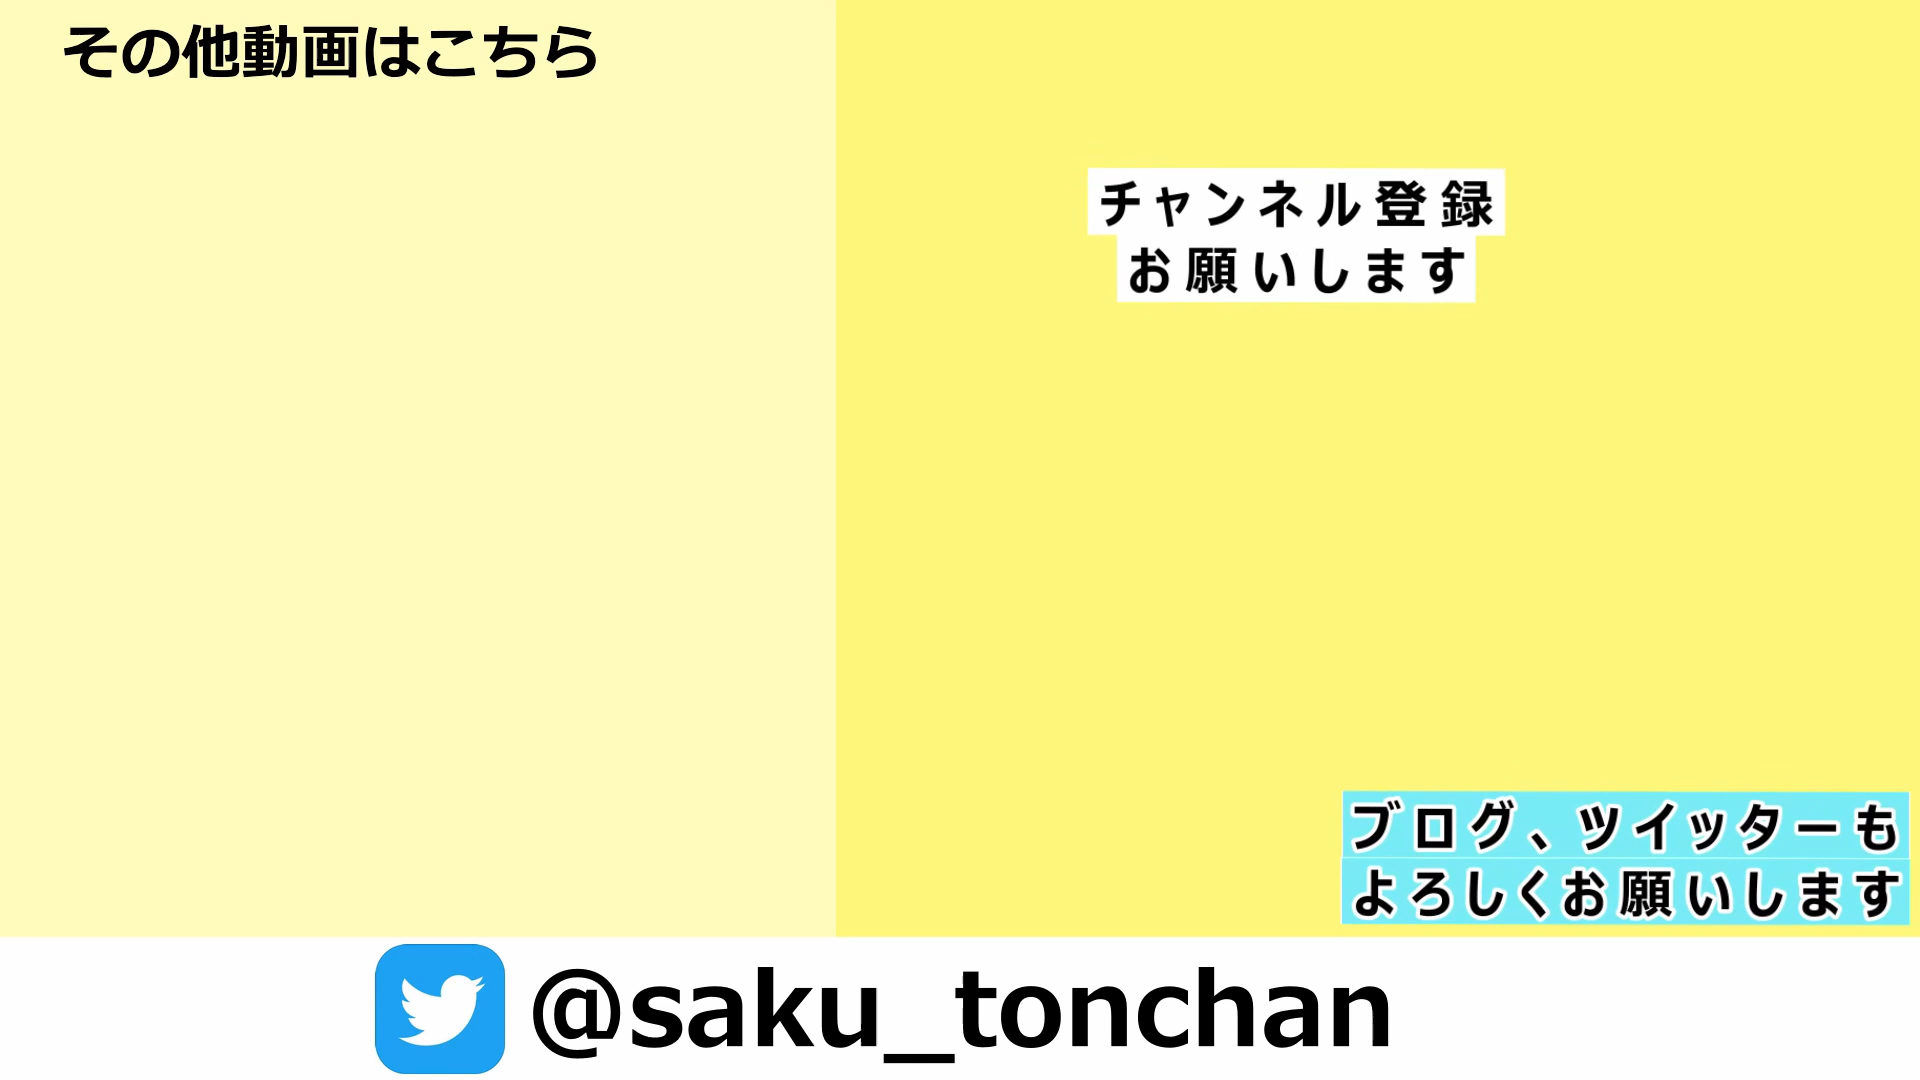 その他動画はこちら
チャンネル登録
お願いします
ブログ、ツイッターも
よろしくお願いします
@saku_tonchan